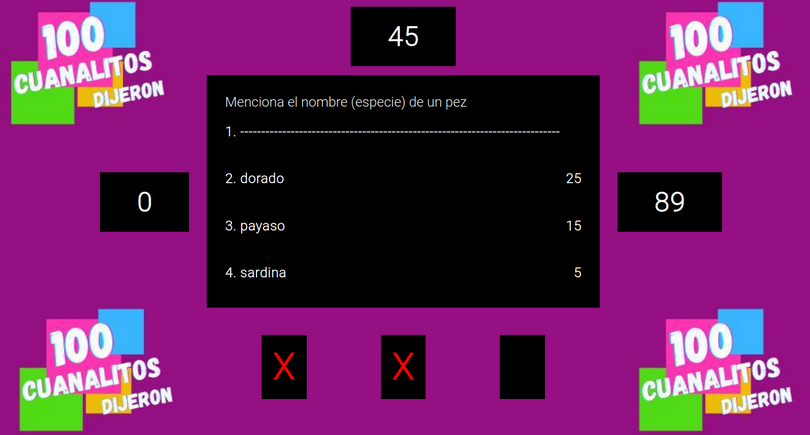 100
CUANALITOS
DIJERON
45
100
CUANALITOS
DIJERON
Menciona el nombre (especie) de un pez
1. --------------------------------------------------------------------------------
2. dorado 25
3. payaso 15
4. sardina 5
0
89
100
CUANALITOS
DIJERON
X X
100
CUANALITOS
DIJERON